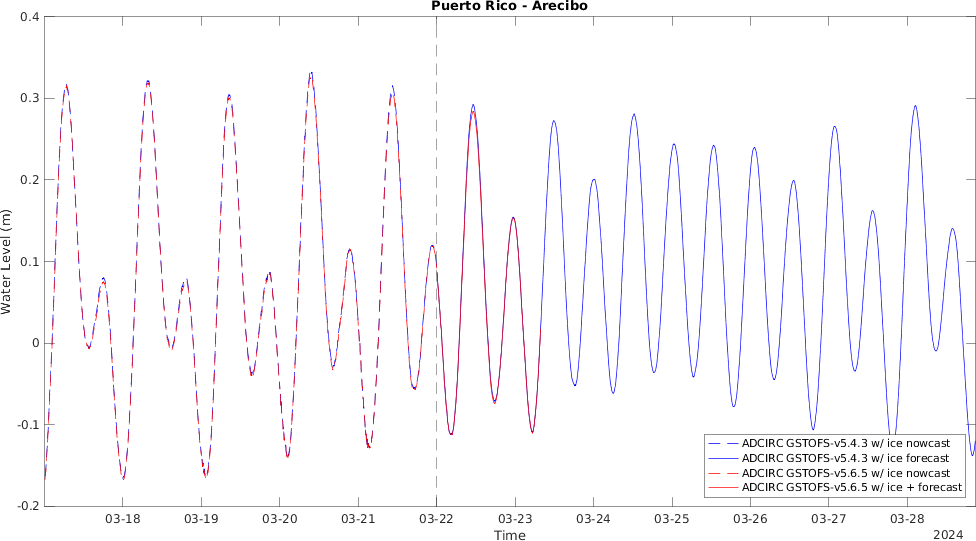 Puerto Rico - Arecibo
0.4
0.3
0.2
0.1
0
-0.1
-0.2
Water Level (m)
ADCIRC GSTOFS-v5.4.3 w/ ice nowcast
ADCIRC GSTOFS-v5.4.3 w/ ice forecast
ADCIRC GSTOFS-v5.6.5 w/ ice nowcast
ADCIRC GSTOFS-v5.6.5 w/ ice + forecast
03-18 03-19 03-20 03-21 03-22 03-23 03-24 03-25 03-26 03-27 03-28
Time 2024